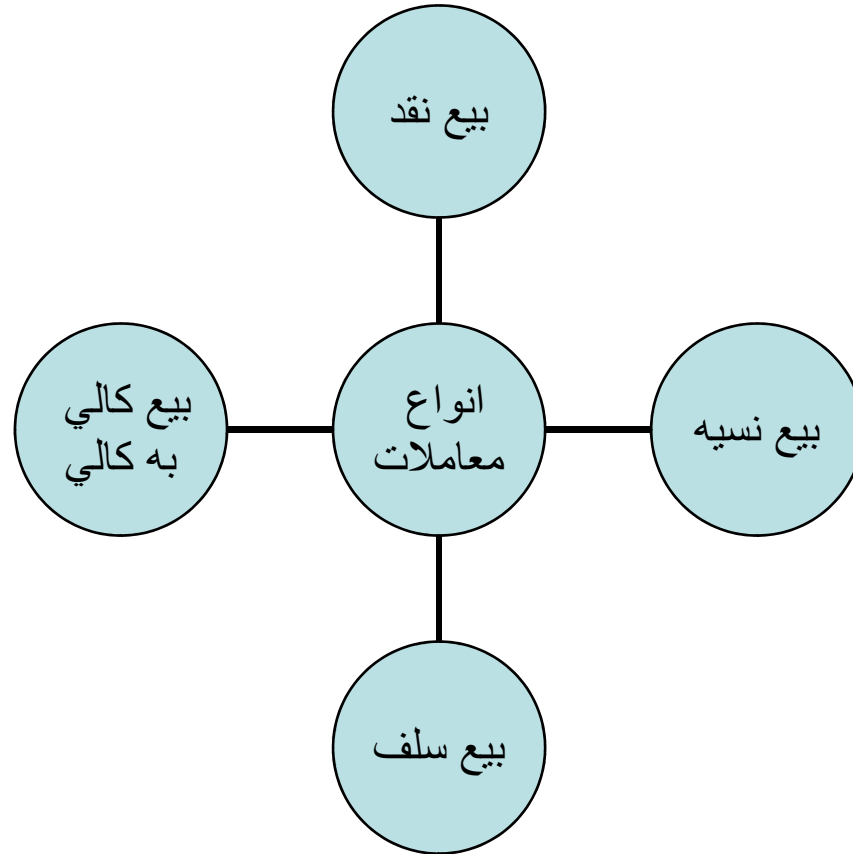 بيع نقد
انواع
معاملات
بيع نسيه
بيع كالي
به كالي
بيع سلف